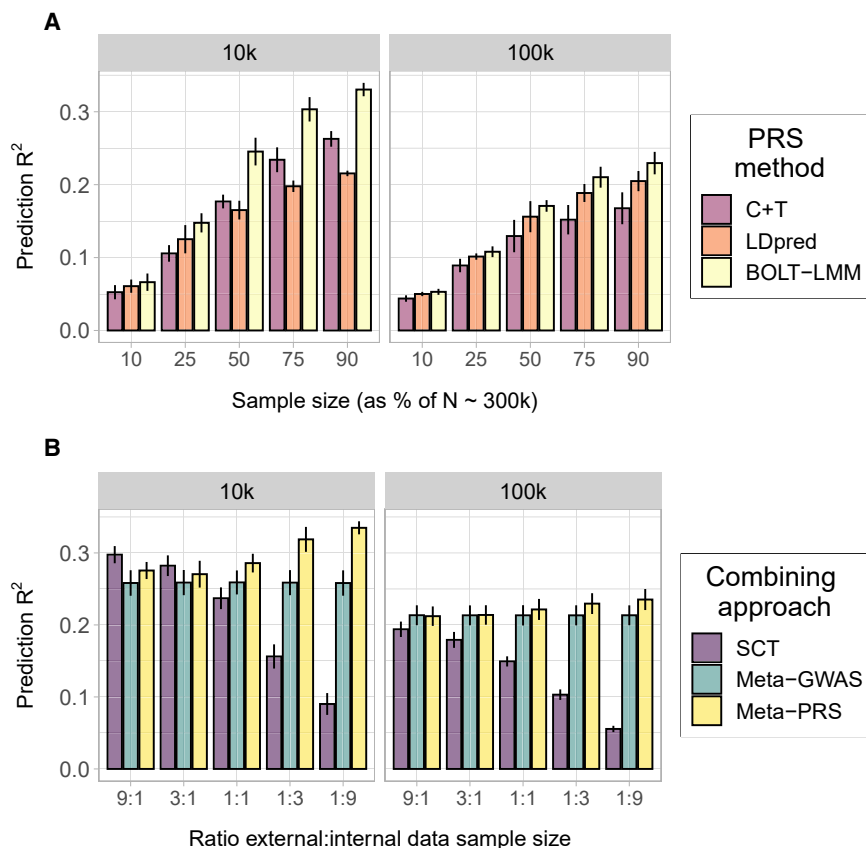 A
10k 100k
Prediction R²
0.3
0.2
0.1
0.0
10 25 50 75 90 10 25 50 75 90
Sample size (as % of N ~ 300k)
PRS
method
C+T
LDpred
BOLT−LMM
B
10k 100k
Prediction R²
0.3
0.2
0.1
0.0
9:1 3:1 1:1 1:3 1:9 9:1 3:1 1:1 1:3 1:9
Ratio external:internal data sample size
Combining
approach
SCT
Meta−GWAS
Meta−PRS